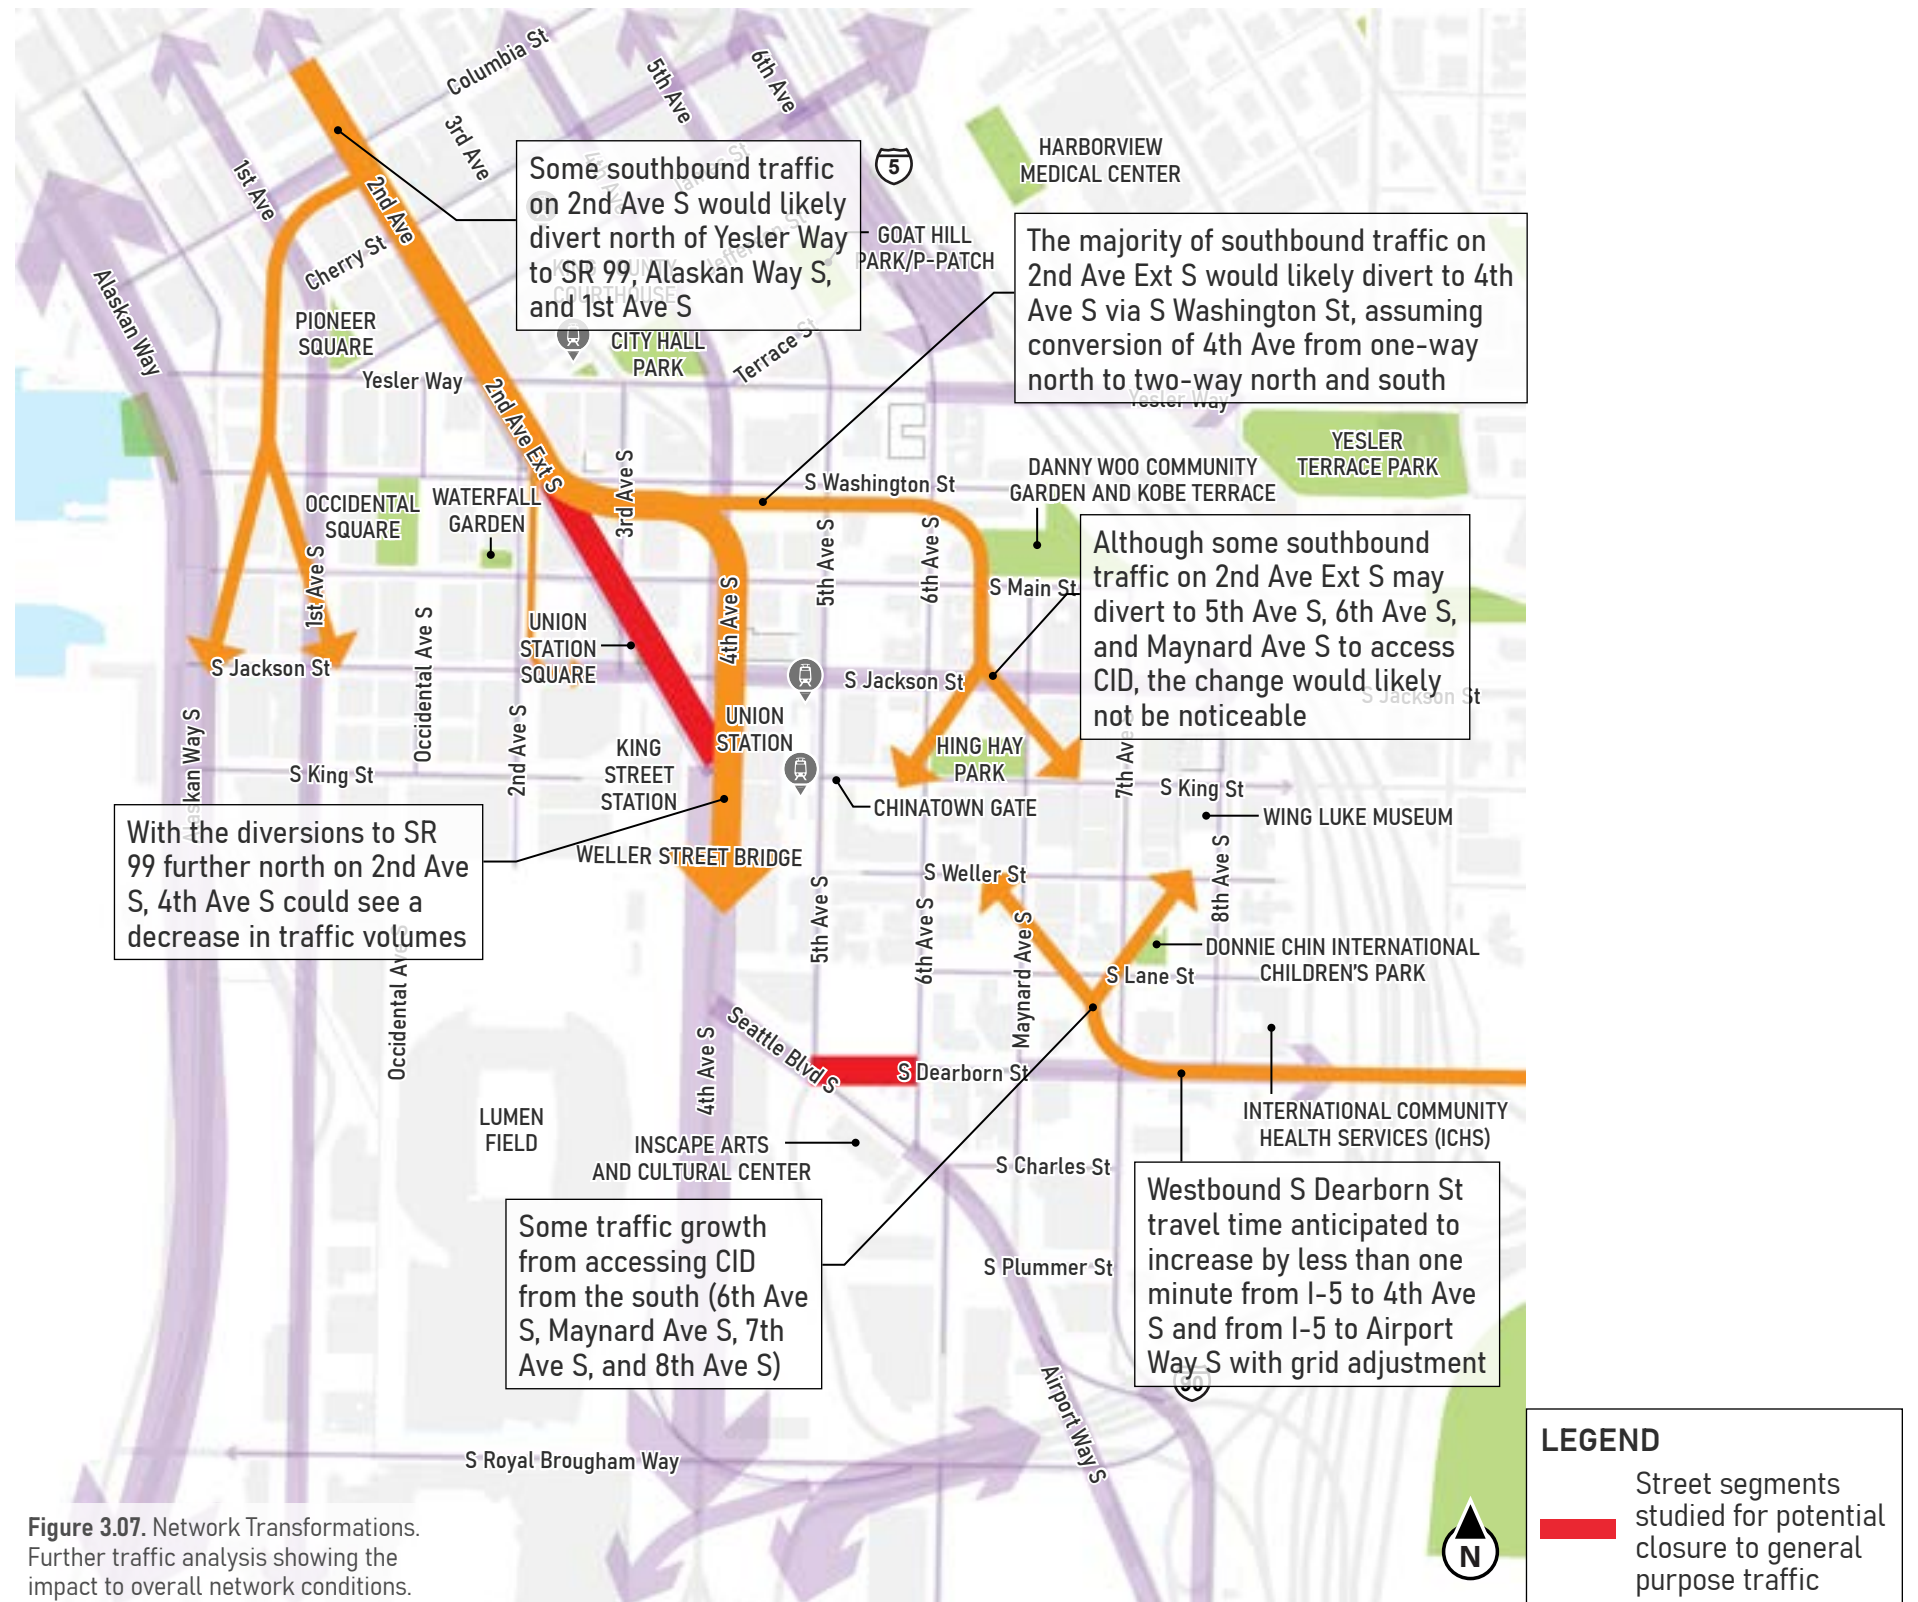 Columbia St
5th Ave
6th Ave
3rd Ave
1st Ave
2nd Ave
Cherry St
Alaskan Way
Some southbound traffic
on 2nd Ave S would likely
divert north of Yesler Way
to SR 99, Alaskan Way S,
and 1st Ave S
4th Ave
James St
Jefferson St
KING COUNTY
COURTHOUSE
5
HARBORVIEW
MEDICAL CENTER
GOAT HILL
PARK/P-PATCH
The majority of southbound traffic on
2nd Ave Ext S would likely divert to 4th
Ave S via S Washington St, assuming
conversion of 4th Ave from one-way
north to two-way north and south
PIONEER
SQUARE
CITY HALL
PARK
Terrace St
Yesler Way
Yesler Way
2nd Ave Ext S
YESLER
TERRACE PARK
3rd Ave S
S Washington St
DANNY WOO COMMUNITY
GARDEN AND KOBE TERRACE
OCCIDENTAL
SQUARE
WATERFALL
GARDEN
1st Ave S
5th Ave S
6th Ave S
4th Ave S
S Main St
Although some southbound
traffic on 2nd Ave Ext S may
divert to 5th Ave S, 6th Ave S,
and Maynard Ave S to access
CID, the change would likely
not be noticeable
UNION
STATION
SQUARE
Occidental Ave S
S Jackson St
S Jackson St
S Jackson St
UNION
STATION
KING
STREET
STATION
Alaskan Way S
S King St
2nd Ave S
HING HAY
PARK
7th Ave
S King St
CHINATOWN GATE
WING LUKE MUSEUM
With the diversions to SR
99 further north on 2nd Ave
S, 4th Ave S could see a
decrease in traffic volumes
WELLER STREET BRIDGE
S Weller St
8th Ave S
5th Ave S
6th Ave S
Maynard Ave S
DONNIE CHIN INTERNATIONAL
CHILDREN'S PARK
S Lane St
Occidental Ave S
Seattle Blvd S
4th Ave S
S Dearborn St
LUMEN
FIELD
INSCAPE ARTS
AND CULTURAL CENTER
INTERNATIONAL COMMUNITY
HEALTH SERVICES (ICHS)
S Charles St
Some traffic growth
from accessing CID
from the south (6th Ave
S, Maynard Ave S, 7th
Ave S, and 8th Ave S)
Westbound S Dearborn St
travel time anticipated to
increase by less than one
minute from I-5 to 4th Ave
S and from I-5 to Airport
Way S with grid adjustment
S Plummer St
90
Airport Way S
S Royal Brougham Way
Figure 3.07. Network Transformations.
Further traffic analysis showing the
impact to overall network conditions.
N
LEGEND
Street segments
studied for potential
closure to general
purpose traffic